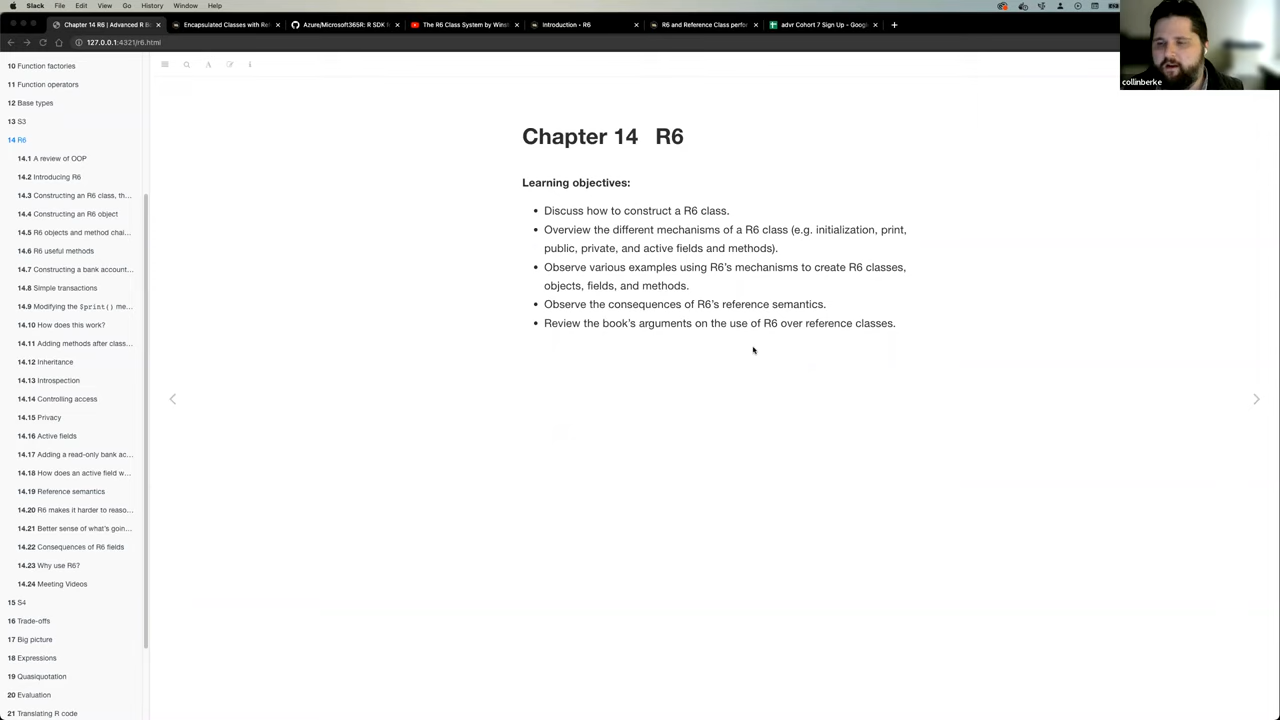 Slack File Edit View Go History Window Help
Chapter 14 R6 | Advanced R B
Encapsulated Classes with Re
Azure/Microsoft365R: R SDK f
The R6 Class System by Winst
Introduction • R6
R6 and Reference Class perfo
advr Cohort 7 Sign Up - Goog
127.0.0.1:4321/r6.html
collinberke
10 Function factories
11 Function operators
12 Base types
13 S3
14 R6
14.1 A review of OOP
14.2 Introducing R6
14.3 Constructing an R6 class, th...
14.4 Constructing an R6 object
14.5 R6 objects and method chai...
14.6 R6 useful methods
14.7 Constructing a bank account...
14.8 Simple transactions
14.9 Modifying the $print() me...
14.10 How does this work?
14.11 Adding methods after class...
14.12 Inheritance
14.13 Introspection
14.14 Controlling access
14.15 Privacy
14.16 Active fields
14.17 Adding a read-only bank ac...
14.18 How does an active field w...
14.19 Reference semantics
14.20 R6 makes it harder to reaso...
14.21 Better sense of what's goin...
14.22 Consequences of R6 fields
14.23 Why use R6?
14.24 Meeting Videos
15 S4
16 Trade-offs
17 Big picture
18 Expressions
19 Quasiquotation
20 Evaluation
21 Translating R code
Chapter 14 R6
Learning objectives:
• Discuss how to construct a R6 class.
• Overview the different mechanisms of a R6 class (e.g. initialization, print,
public, private, and active fields and methods).
• Observe various examples using R6's mechanisms to create R6 classes,
objects, fields, and methods.
• Observe the consequences of R6's reference semantics.
• Review the book's arguments on the use of R6 over reference classes.